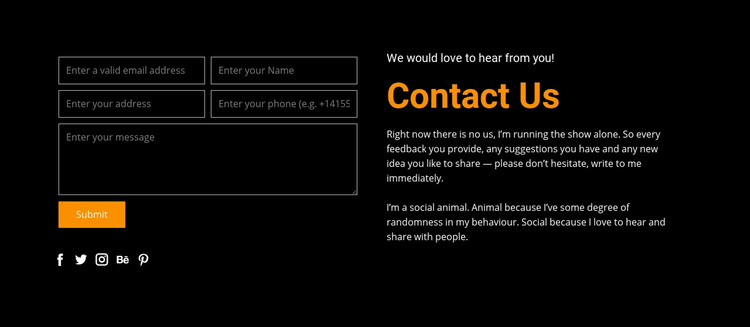 Enter a valid email address
Enter your Name
Enter your address
Enter your phone (e.g. +14155
Enter your message
Submit
We would love to hear from you!
Contact Us
Right now there is no us, I’m running the show alone. So every
feedback you provide, any suggestions you have and any new
idea you like to share — please don’t hesitate, write to me
immediately.
I’m a social animal. Animal because I’ve some degree of
randomness in my behaviour. Social because I love to hear and
share with people.